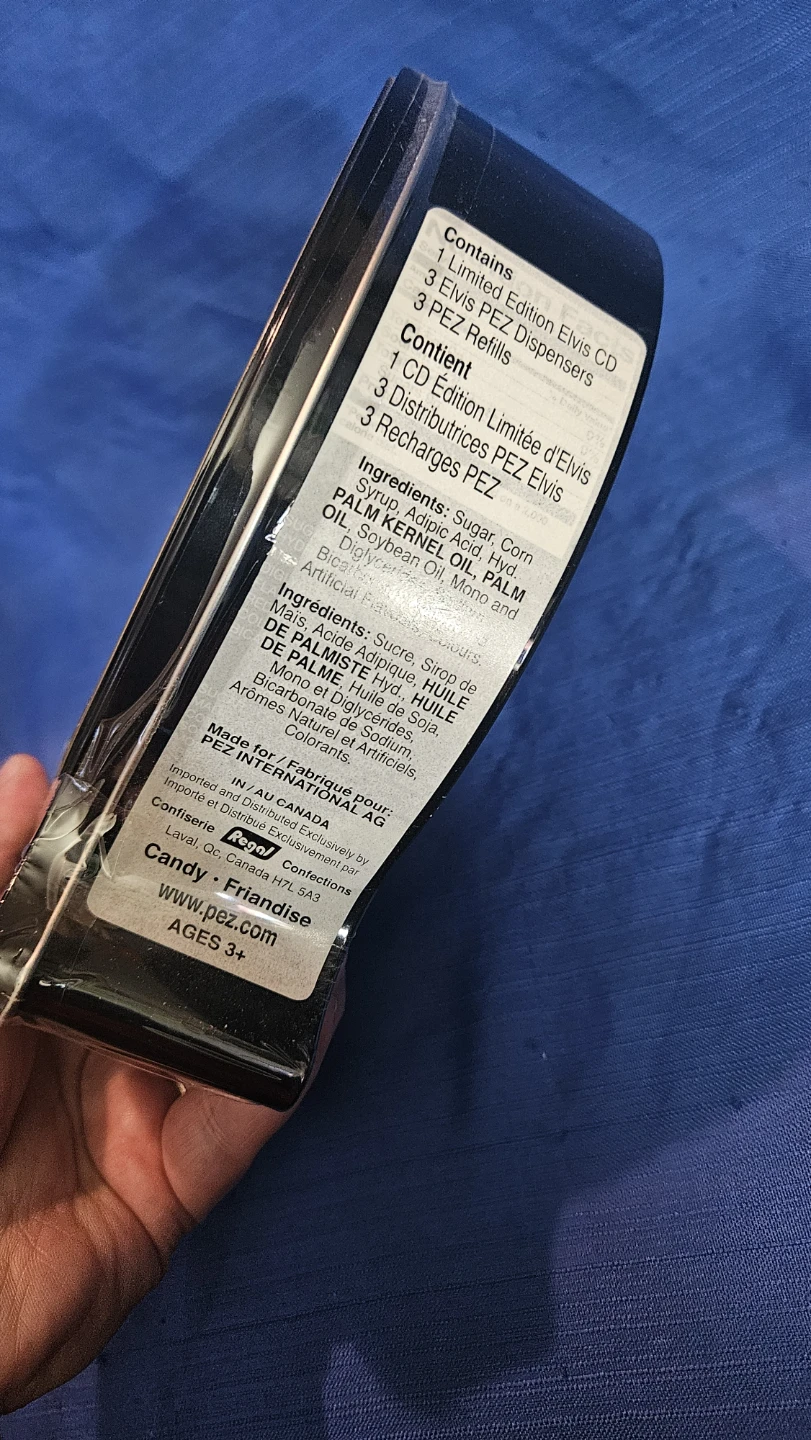 Contains
1 Limited Edition Elvis CD
3 Elvis PEZ Dispensers
3 PEZ Refills
Contient
1 CD Édition Limitée d'Elvis
3 Distributrices PEZ Elvis
3 Recharges PEZ
Ingredients: Sugar, Corn
Syrup, Adipic Acid, Hyd.
PALM KERNEL OIL, PALM
OIL, Soybean Oil, Mono and
Artificial
Colours.
Ingrédients: Sucre, Sirop de
Maïs, Acide Adipique, HUILE
DE PALMISTE Hyd., HUILE
DE PALME, Huile de Soja,
Mono et Diglycérides,
Bicarbonate de Sodium,
Arômes Naturel et Artificiels,
Colorants.
Made for / Fabriqué pour:
PEZ INTERNATIONAL AG
IN / AU CANADA
Imported and Distributed Exclusively by
Importé et Distribué Exclusivement par
Confiserie Regal Confections
Laval, Qc, Canada H7L 5A3
Candy • Friandise
www.pez.com
AGES 3+